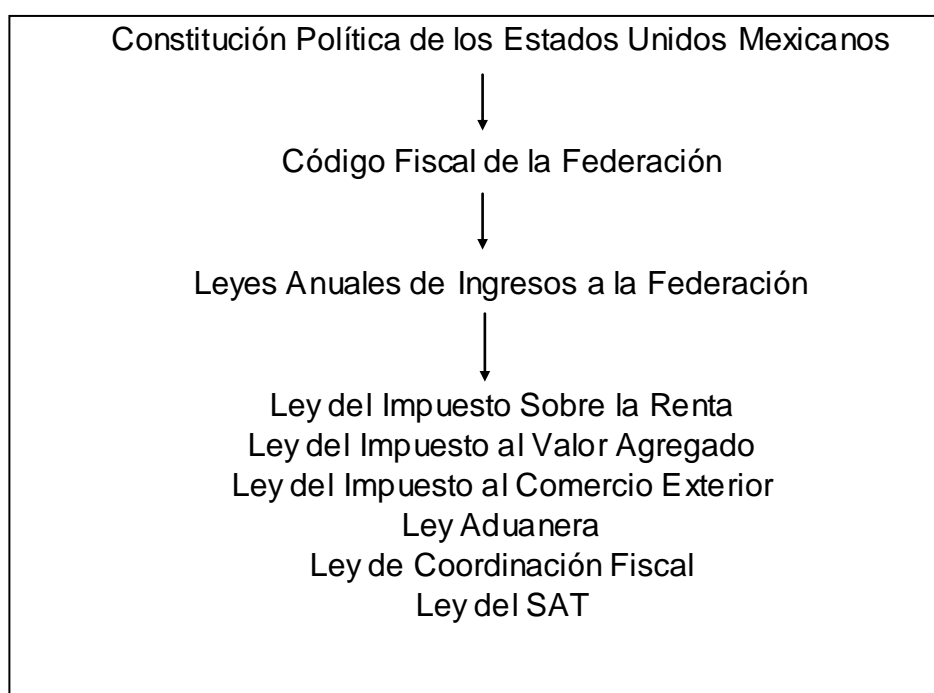 Constitución Política de los Estados Unidos Mexicanos
Código Fiscal de la Federación
Leyes Anuales de Ingresos a la Federación
Ley del Impuesto Sobre la Renta
Ley del Impuesto al Valor Agregado
Ley del Impuesto al Comercio Exterior
Ley Aduanera
Ley de Coordinación Fiscal
Ley del SAT